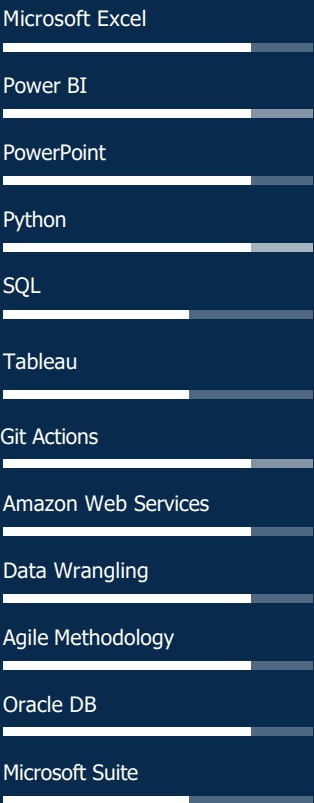 Microsoft Excel
Power BI
PowerPoint
Python
SQL
Tableau
Git Actions
Amazon Web Services
Data Wrangling
Agile Methodology
Oracle DB
Microsoft Suite